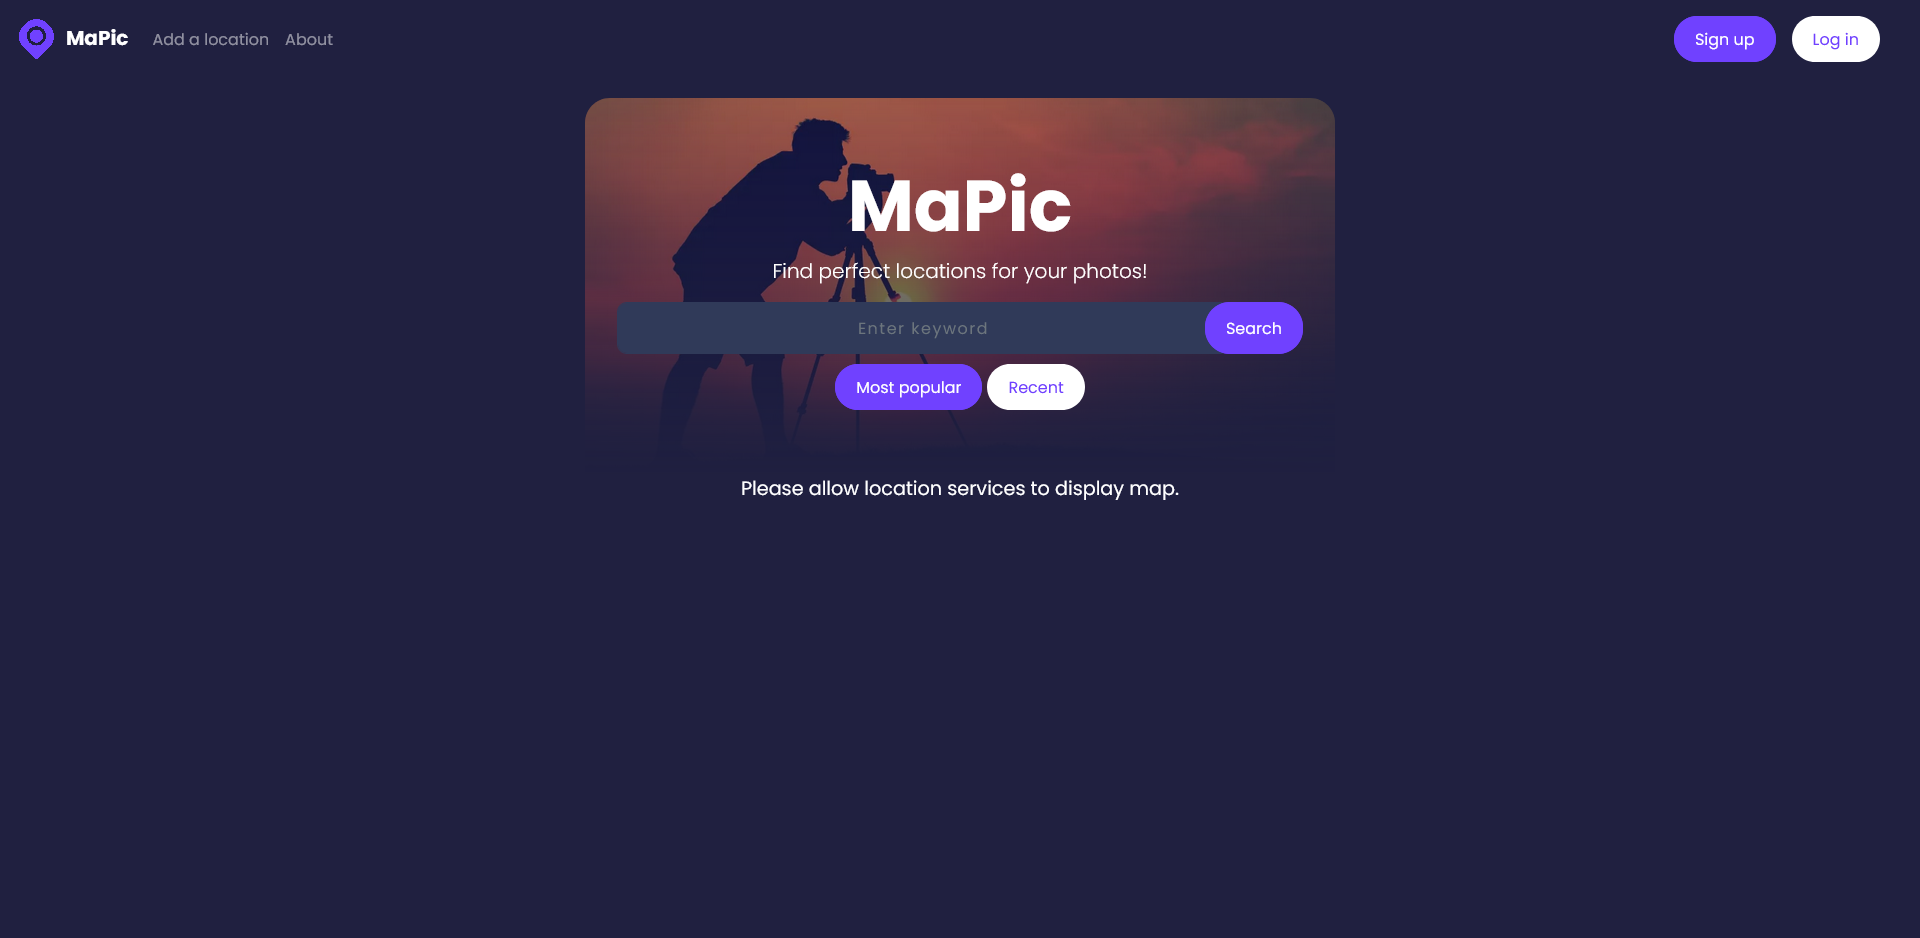 MaPic Add a location About Sign up Log in
MaPic
Find perfect locations for your photos!
Enter keyword Search
Most popular Recent
Please allow location services to display map.